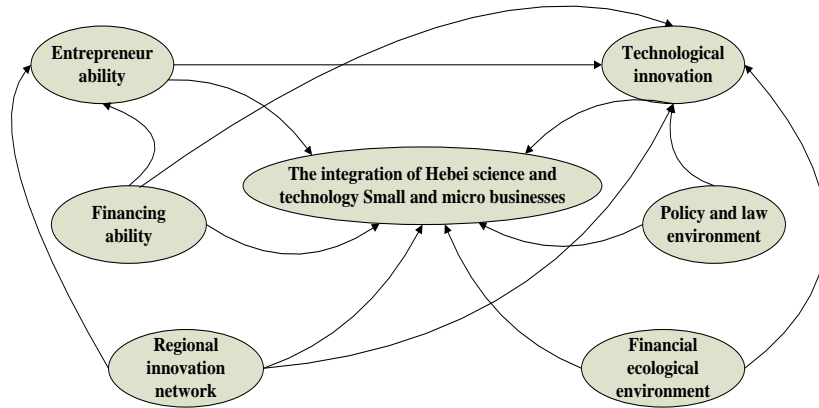 Entrepreneur
ability
Technological
innovation
The integration of Hebei science and
technology Small and micro businesses
Financing
ability
Policy and law
environment
Regional
innovation
network
Financial
ecological
environment